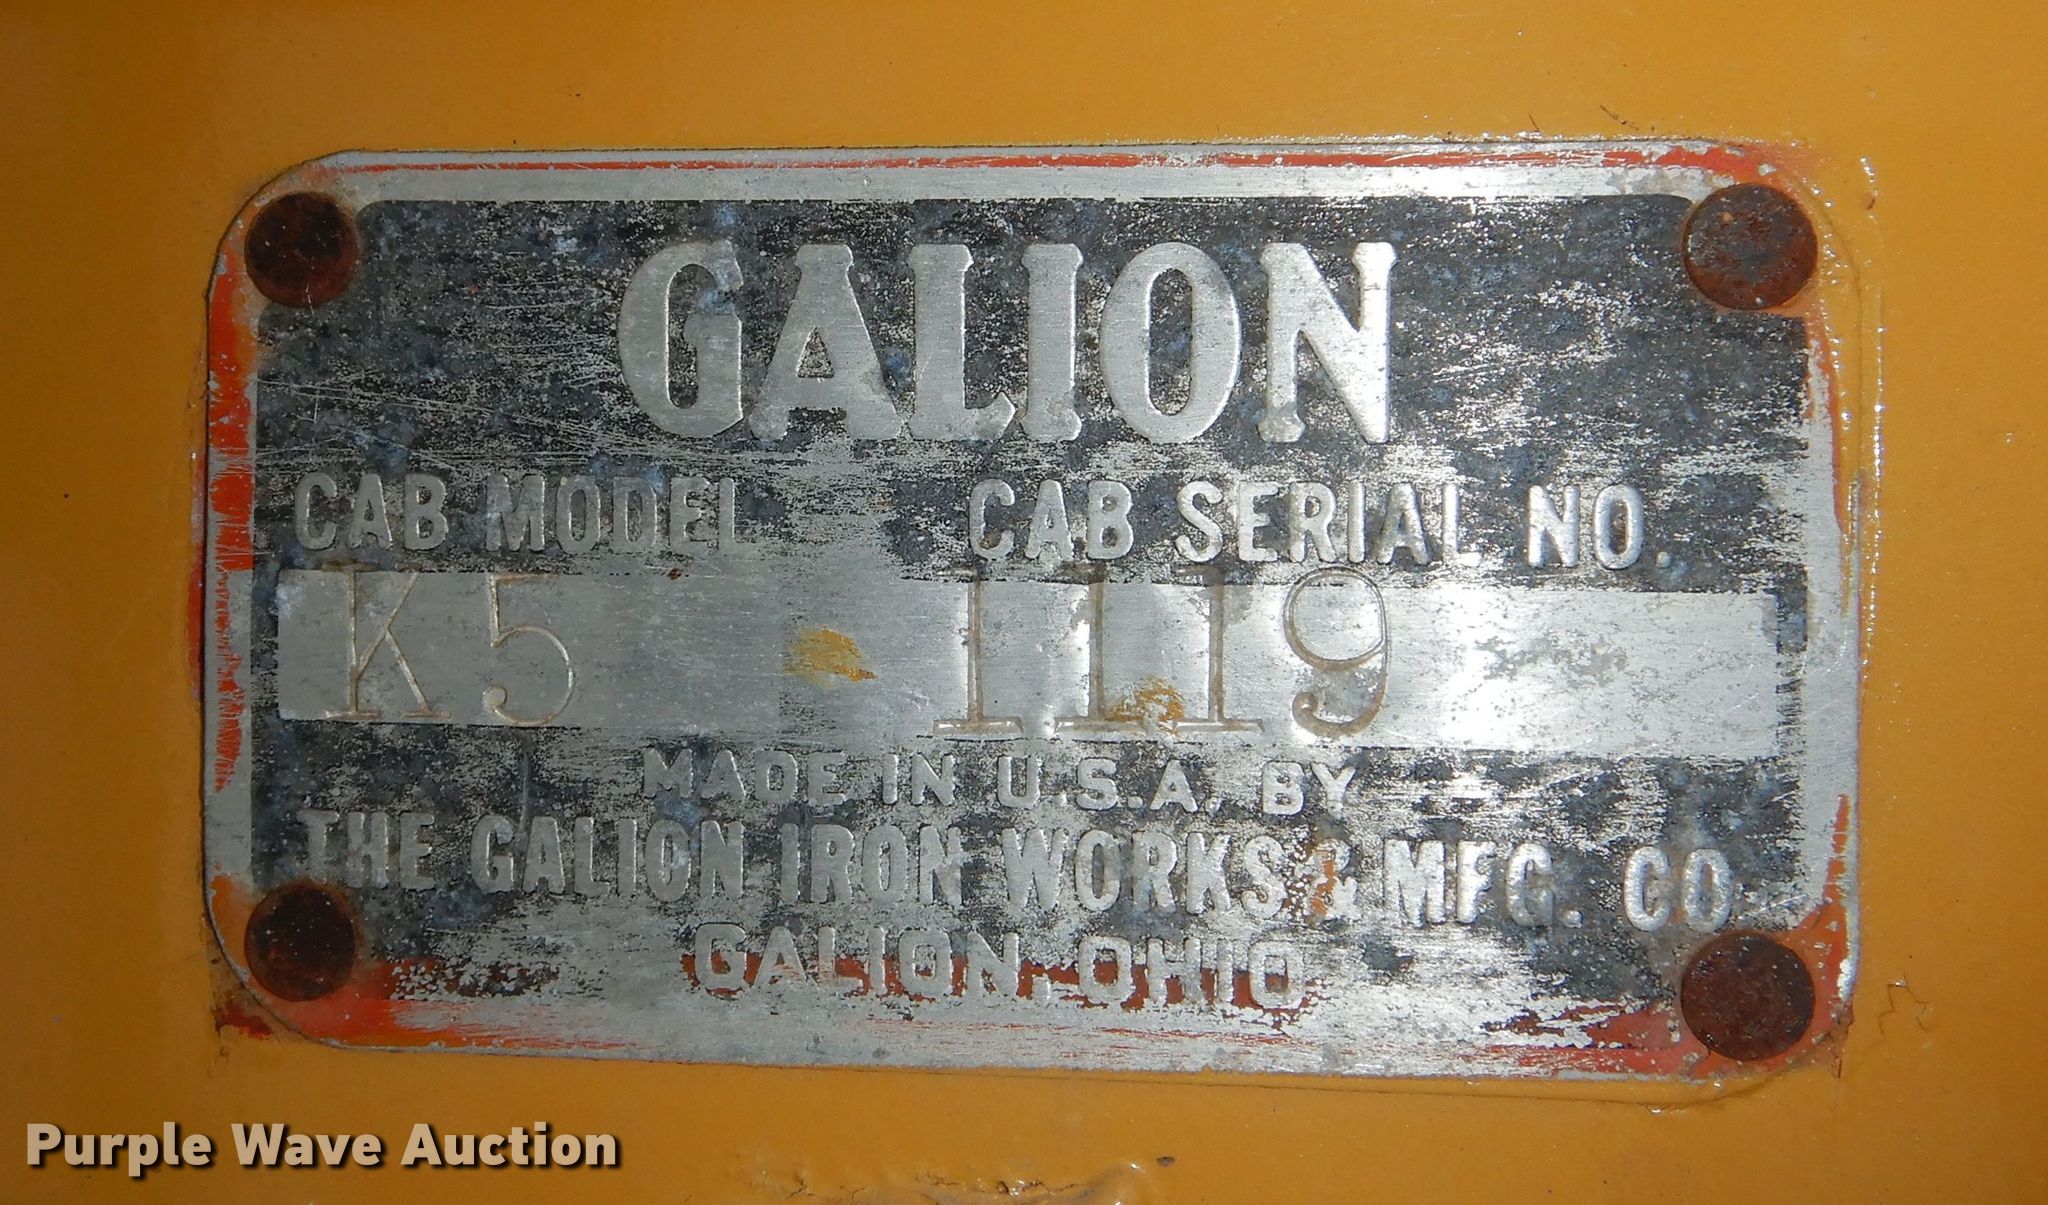 GALION
CAB MODEL CAB SERIAL NO.
K5 1119
MADE IN U.S.A. BY
THE GALION IRON WORKS & MFG. CO.
GALION, OHIO
Purple Wave Auction